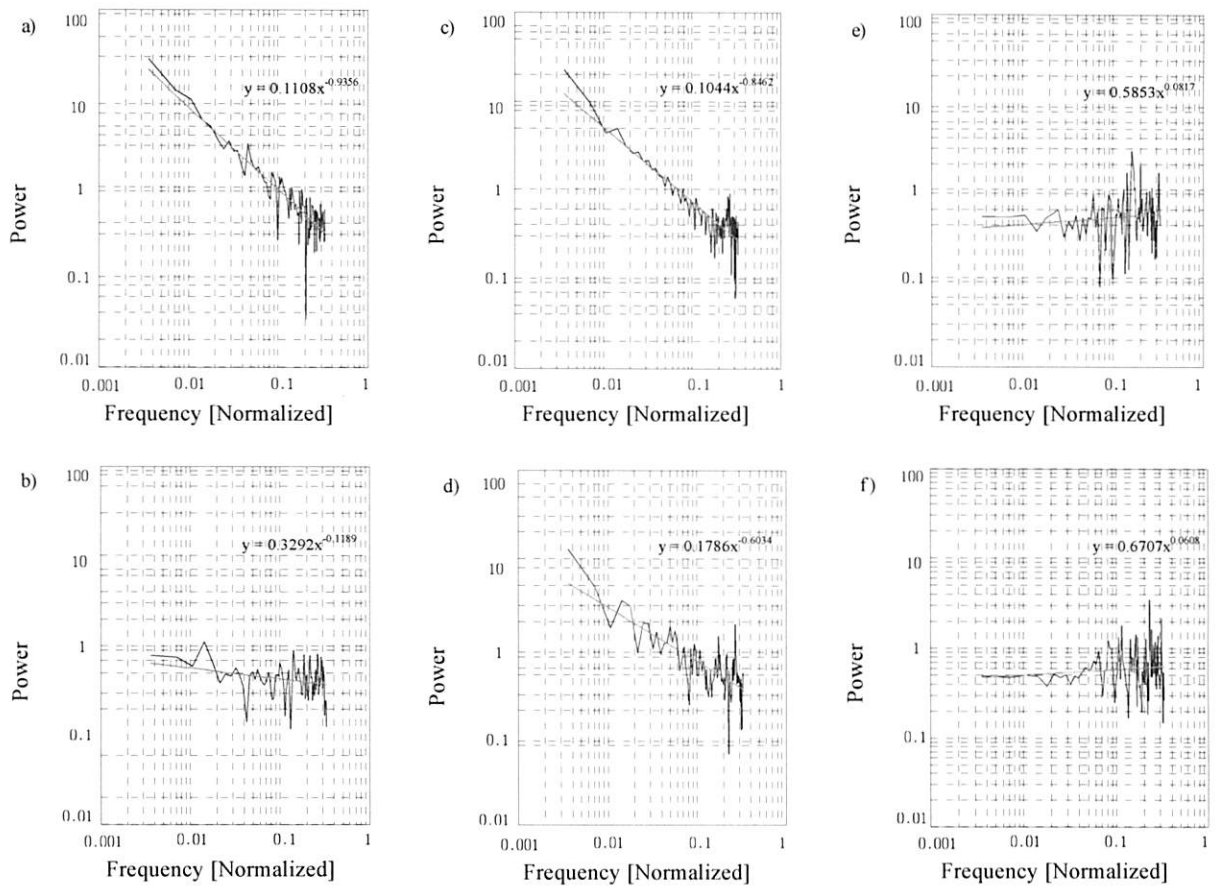 a)
100
10
1
0.1
0.01
y = 0.1108x^-0.9356
Power
0.001
0.01
0.1
1
Frequency [Normalized]
c)
100
10
1
0.1
0.01
y = 0.1044x^-0.8462
Power
0.001
0.01
0.1
1
Frequency [Normalized]
e)
100
10
1
0.1
0.01
y = 0.5853x^0.0817
Power
0.001
0.01
0.1
1
Frequency [Normalized]
b)
100
10
1
0.1
0.01
y = 0.3292x^-0.1189
Power
0.001
0.01
0.1
1
Frequency [Normalized]
d)
100
10
1
0.1
0.01
y = 0.1786x^-0.6034
Power
0.001
0.01
0.1
1
Frequency [Normalized]
f)
100
10
1
0.1
0.01
y = 0.6707x^0.0608
Power
0.001
0.01
0.1
1
Frequency [Normalized]